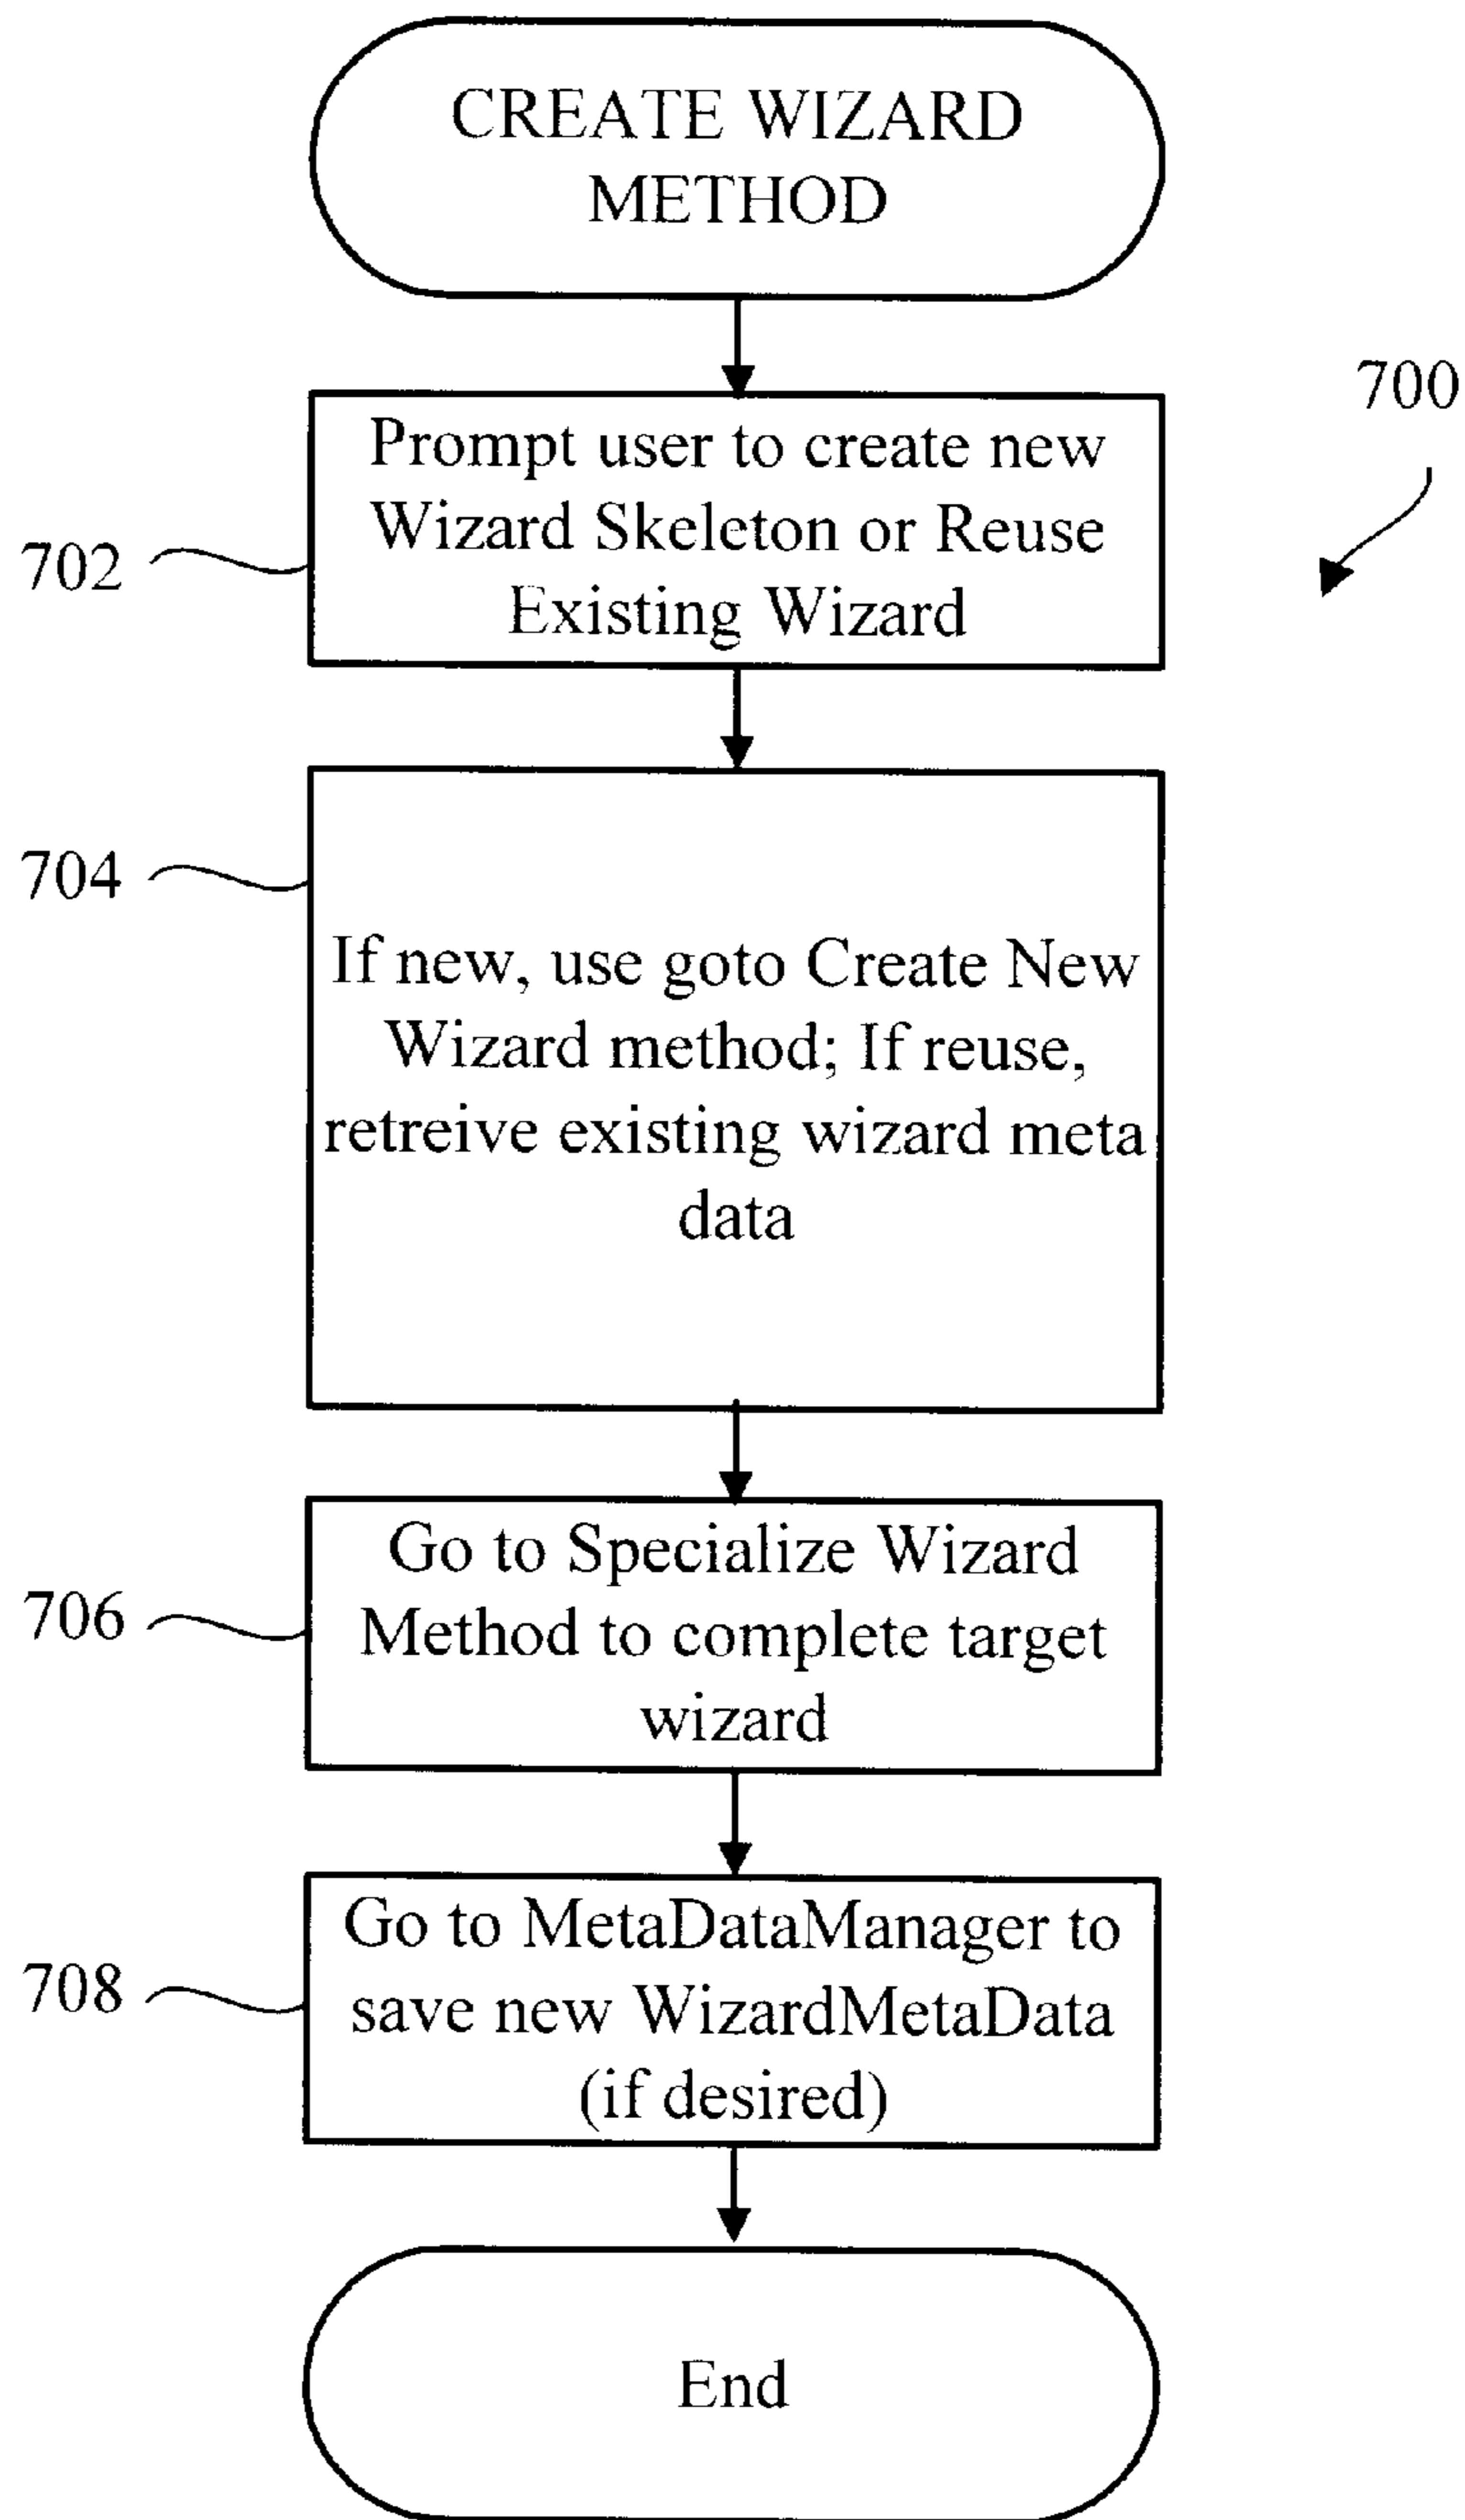 CREATE WIZARD
METHOD
700
Prompt user to create new
Wizard Skeleton or Reuse
Existing Wizard
702
704
If new, use goto Create New
Wizard method; If reuse,
retreive existing wizard meta
data
Go to Specialize Wizard
Method to complete target
wizard
706
Go to MetaDataManager to
save new WizardMetaData
(if desired)
708
End